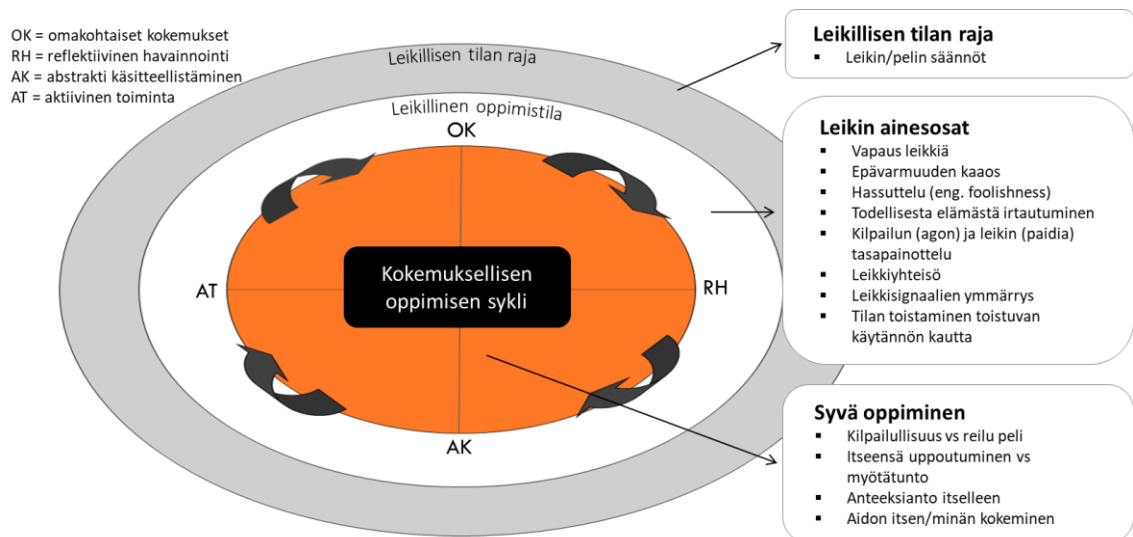 OK = omakohtaiset kokemukset
RH = reflektiivinen havainnointi
AK = abstrakti käsitteellistäminen
AT = aktiivinen toiminta
Leikillisen tilan raja
Leikillinen oppimistila
OK
AT
Kokemuksellisen
oppimisen sykli
RH
AK
Leikillisen tilan raja
▪ Leikin/pelin säännöt
Leikin ainesosat
▪ Vapaus leikkiä
▪ Epävarmuuden kaaos
▪ Hassuttelu (eng. foolishness)
▪ Todellisesta elämästä irtautuminen
▪ Kilpailun (agon) ja leikin (paidia)
tasapainottelu
▪ Leikkiyhteisö
▪ Leikkisignaalien ymmärrys
▪ Tilan toistaminen toistuvan
käytännön kautta
Syvä oppiminen
▪ Kilpailullisuus vs reilu peli
▪ Itseensä uppoutuminen vs
myötätunto
▪ Anteeksianto itselleen
▪ Aidon itsen/minän kokeminen